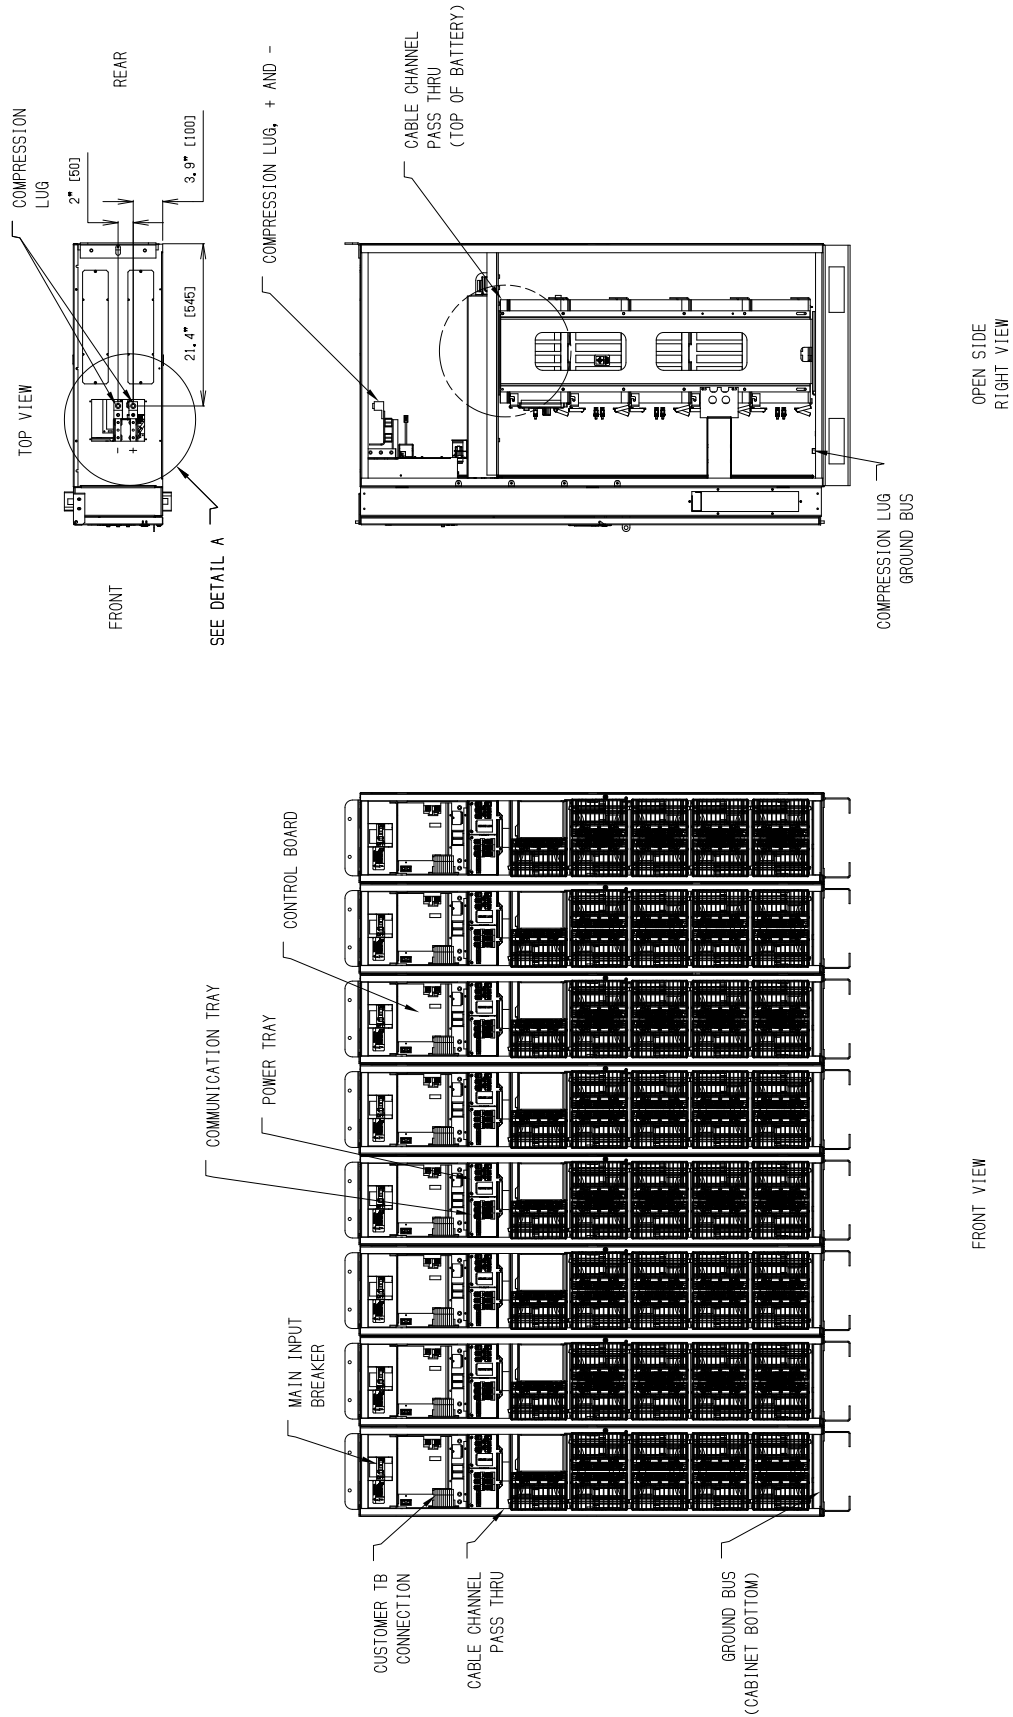 TOP VIEW
FRONT
REAR
COMPRESSION
LUG
2" [50]
3.9" [100]
21.4" [545]
-
+
SEE DETAIL A
COMPRESSION LUG, + AND -
CABLE CHANNEL
PASS THRU
(TOP OF BATTERY)
COMPRESSION LUG
GROUND BUS
OPEN SIDE
RIGHT VIEW
MAIN INPUT
BREAKER
COMMUNICATION TRAY
POWER TRAY
CONTROL BOARD
CUSTOMER TB
CONNECTION
CABLE CHANNEL
PASS THRU
GROUND BUS
(CABINET BOTTOM)
FRONT VIEW